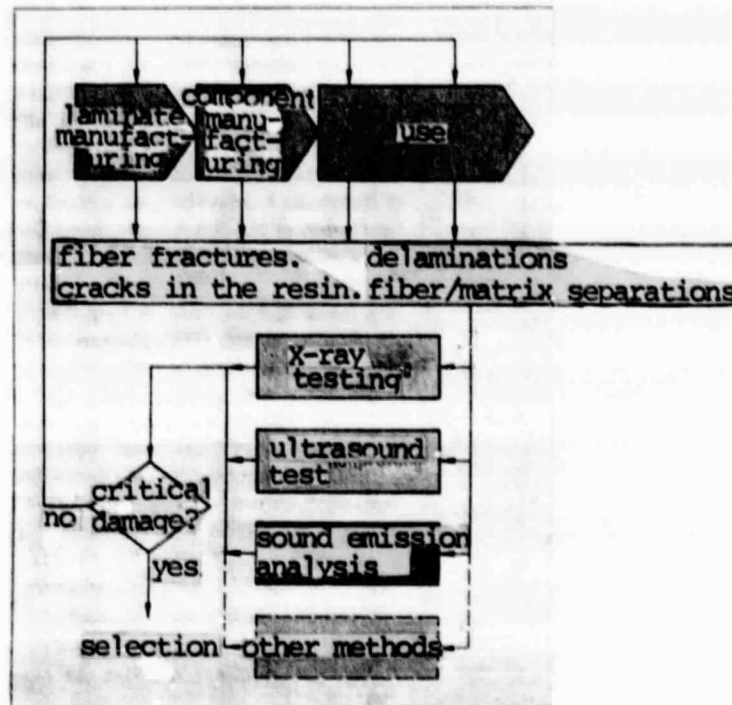 laminate
manufact-
uring
component
manu-
fact-
uring
use
fiber fractures. delaminations
cracks in the resin. fiber/matrix separations
x-ray
testing
ultrasound
test
critical
damage?
no
yes
sound emission
analysis
selection
other methods